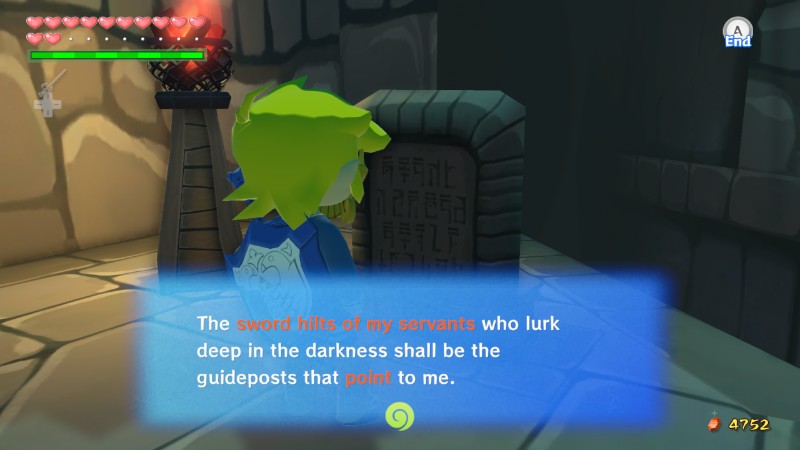 A
End
The sword hilts of my servants who lurk
deep in the darkness shall be the
guideposts that point to me.
4752